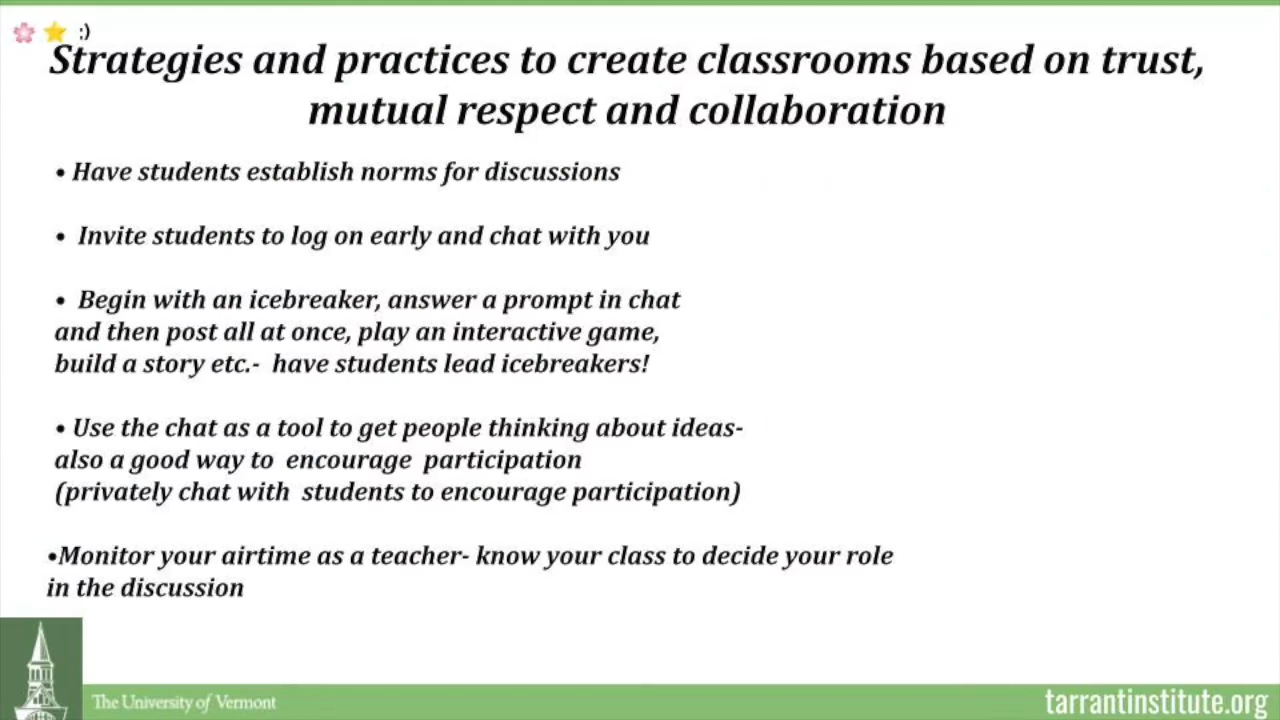 :)
Strategies and practices to create classrooms based on trust,
mutual respect and collaboration
• Have students establish norms for discussions
• Invite students to log on early and chat with you
• Begin with an icebreaker, answer a prompt in chat
and then post all at once, play an interactive game,
build a story etc.- have students lead icebreakers!
• Use the chat as a tool to get people thinking about ideas-
also a good way to encourage participation
(privately chat with students to encourage participation)
•Monitor your airtime as a teacher- know your class to decide your role
in the discussion
The University of Vermont
tarrantinstitute.org